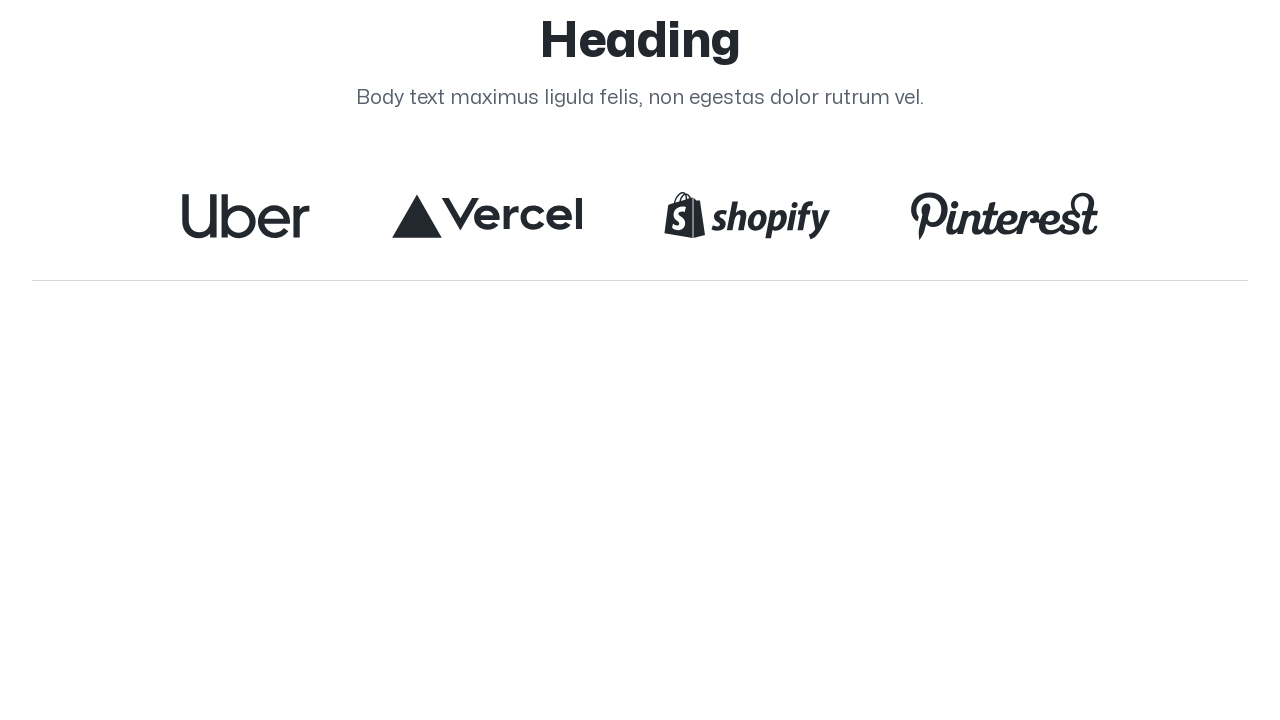 Heading
Body text maximus ligula felis, non egestas dolor rutrum vel.
Uber Vercel shopify Pinterest